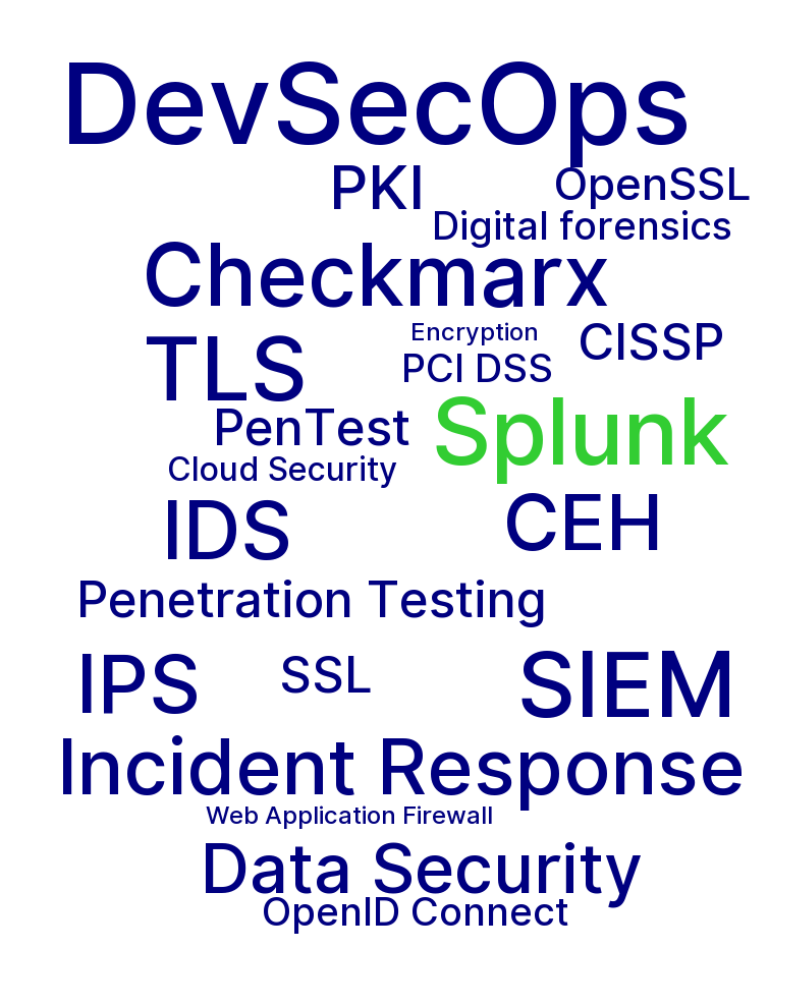 DevSecOps
PKI
OpenSSL
Digital forensics
Checkmarx
Encryption
CISSP
TLS
PCI DSS
PenTest
Splunk
Cloud Security
IDS
CEH
Penetration Testing
IPS
SSL
SIEM
Incident Response
Web Application Firewall
Data Security
OpenID Connect